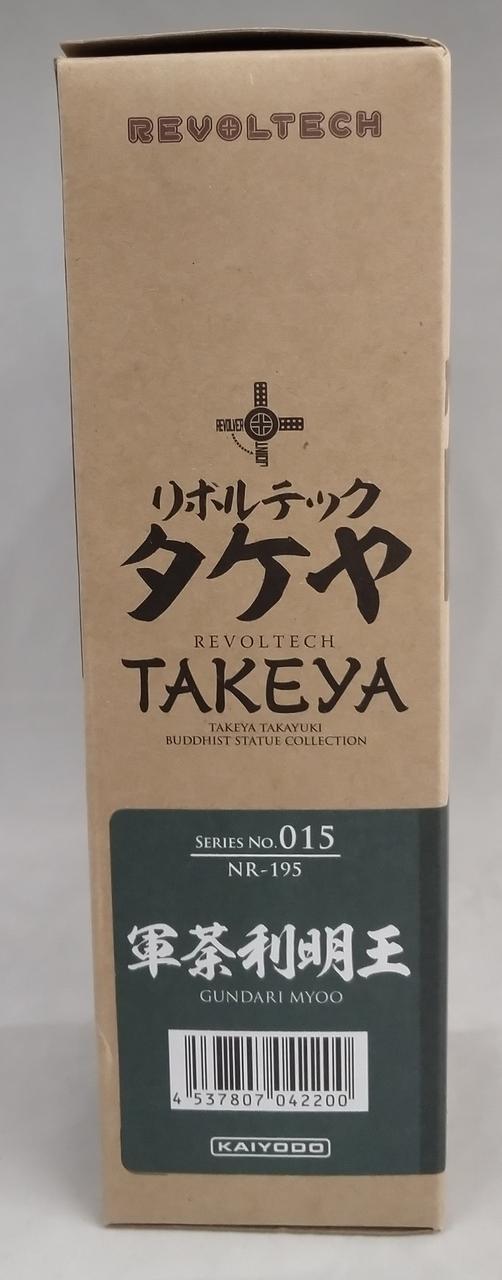 REVOLTECH
REVOLVER
JOINT
リボルテック
タケヤ
REVOLTECH
TAKEYA
TAKEYA TAKAYUKI
BUDDHIST STATUE COLLECTION
SERIES NO. 015
NR-195
軍荼利明王
GUNDARI MYOO
4 537807 042200
KAIYODO